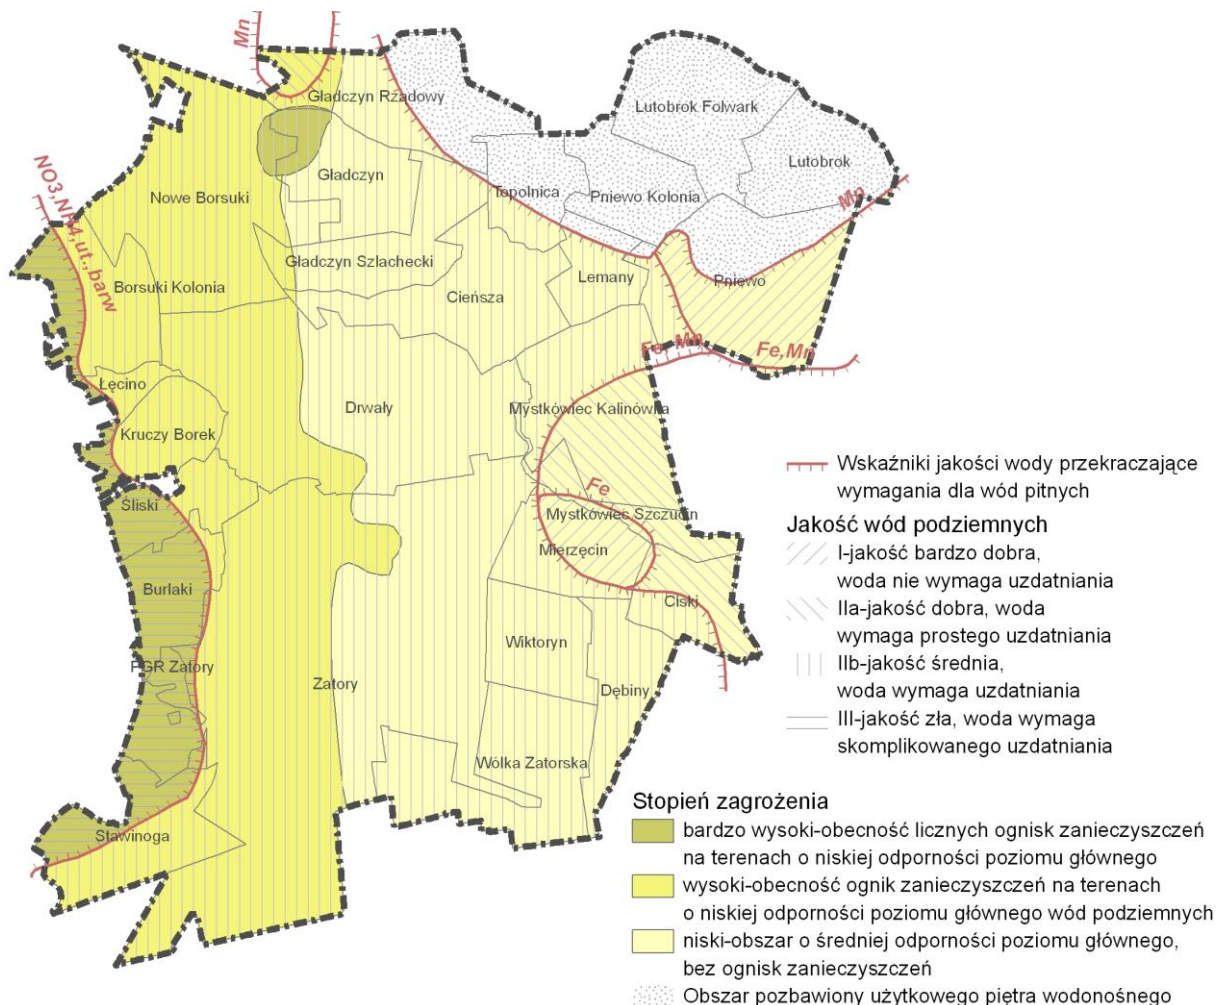 Mn
Gładczyn Rządowy
Lutobrok Folwark
Lutobrok
NO3,NH4,ut.,barw
Nowe Borsuki
Gładczyn
Topolnica
Pniewo Kolonia
Mn
Gładczyn Szlachecki
Lemany
Pniewo
Borsuki Kolonia
Cieńsza
Fe, Mn
Fe,Mn
Łęcino
Drwały
Mystkówiec Kalinówka
Kruczy Borek
Fe
Śliski
Mystkówiec Szczucin
Mierzęcin
Burlaki
Ciski
Wiktoryn
PGR Zatory
Zatory
Dębiny
Wólka Zatorska
Stawinoga
Wskaźniki jakości wody przekraczające
wymagania dla wód pitnych
Jakość wód podziemnych
I-jakość bardzo dobra,
woda nie wymaga uzdatniania
IIa-jakość dobra, woda
wymaga prostego uzdatniania
IIb-jakość średnia,
woda wymaga uzdatniania
III-jakość zła, woda wymaga
skomplikowanego uzdatniania
Stopień zagrożenia
bardzo wysoki-obecność licznych ognisk zanieczyszczeń
na terenach o niskiej odporności poziomu głównego
wysoki-obecność ognik zanieczyszczeń na terenach
o niskiej odporności poziomu głównego wód podziemnych
niski-obszar o średniej odporności poziomu głównego,
bez ognisk zanieczyszczeń
Obszar pozbawiony użytkowego piętra wodonośnego